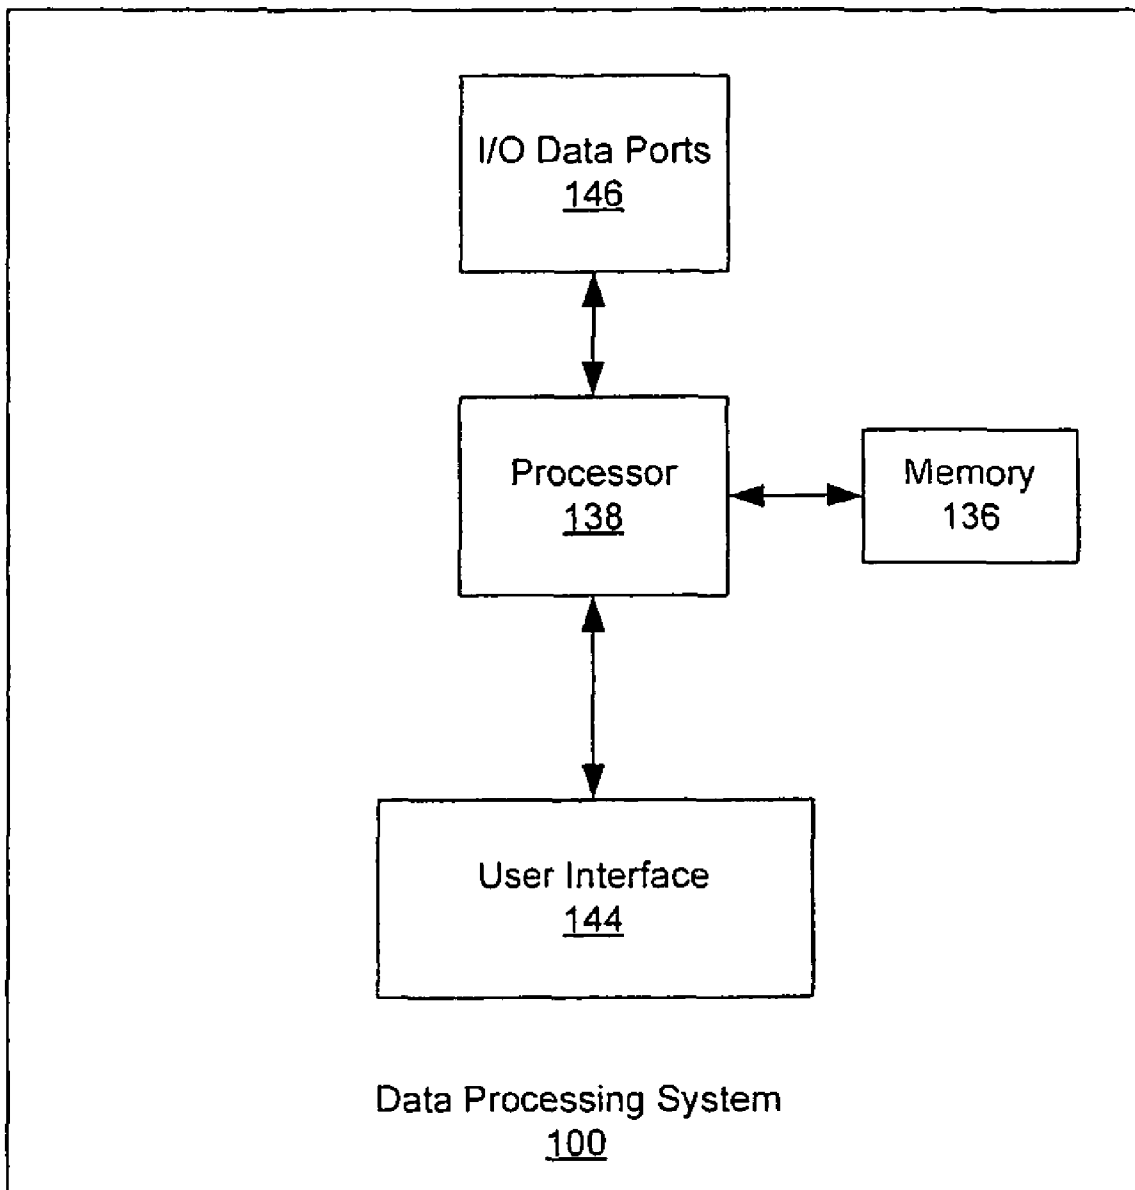 I/O Data Ports
146
Processor
138
Memory
136
User Interface
144
Data Processing System
100